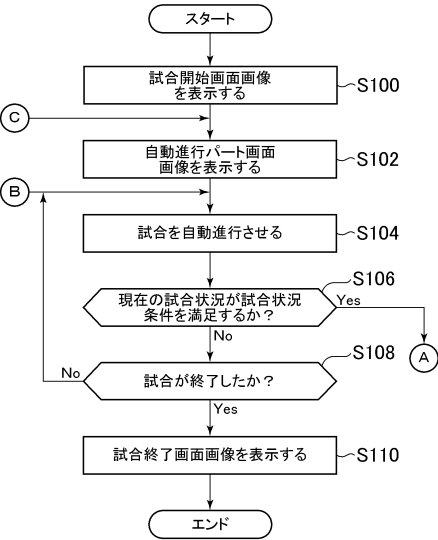 スタート
試合開始画面画像
を表示する
S100
C
自動進行パート画面
画像を表示する
S102
B
試合を自動進行させる
S104
現在の試合状況が試合状況
条件を満足するか？
S106
Yes
No
A
試合が終了したか？
S108
No
Yes
試合終了画面画像を表示する
S110
エンド